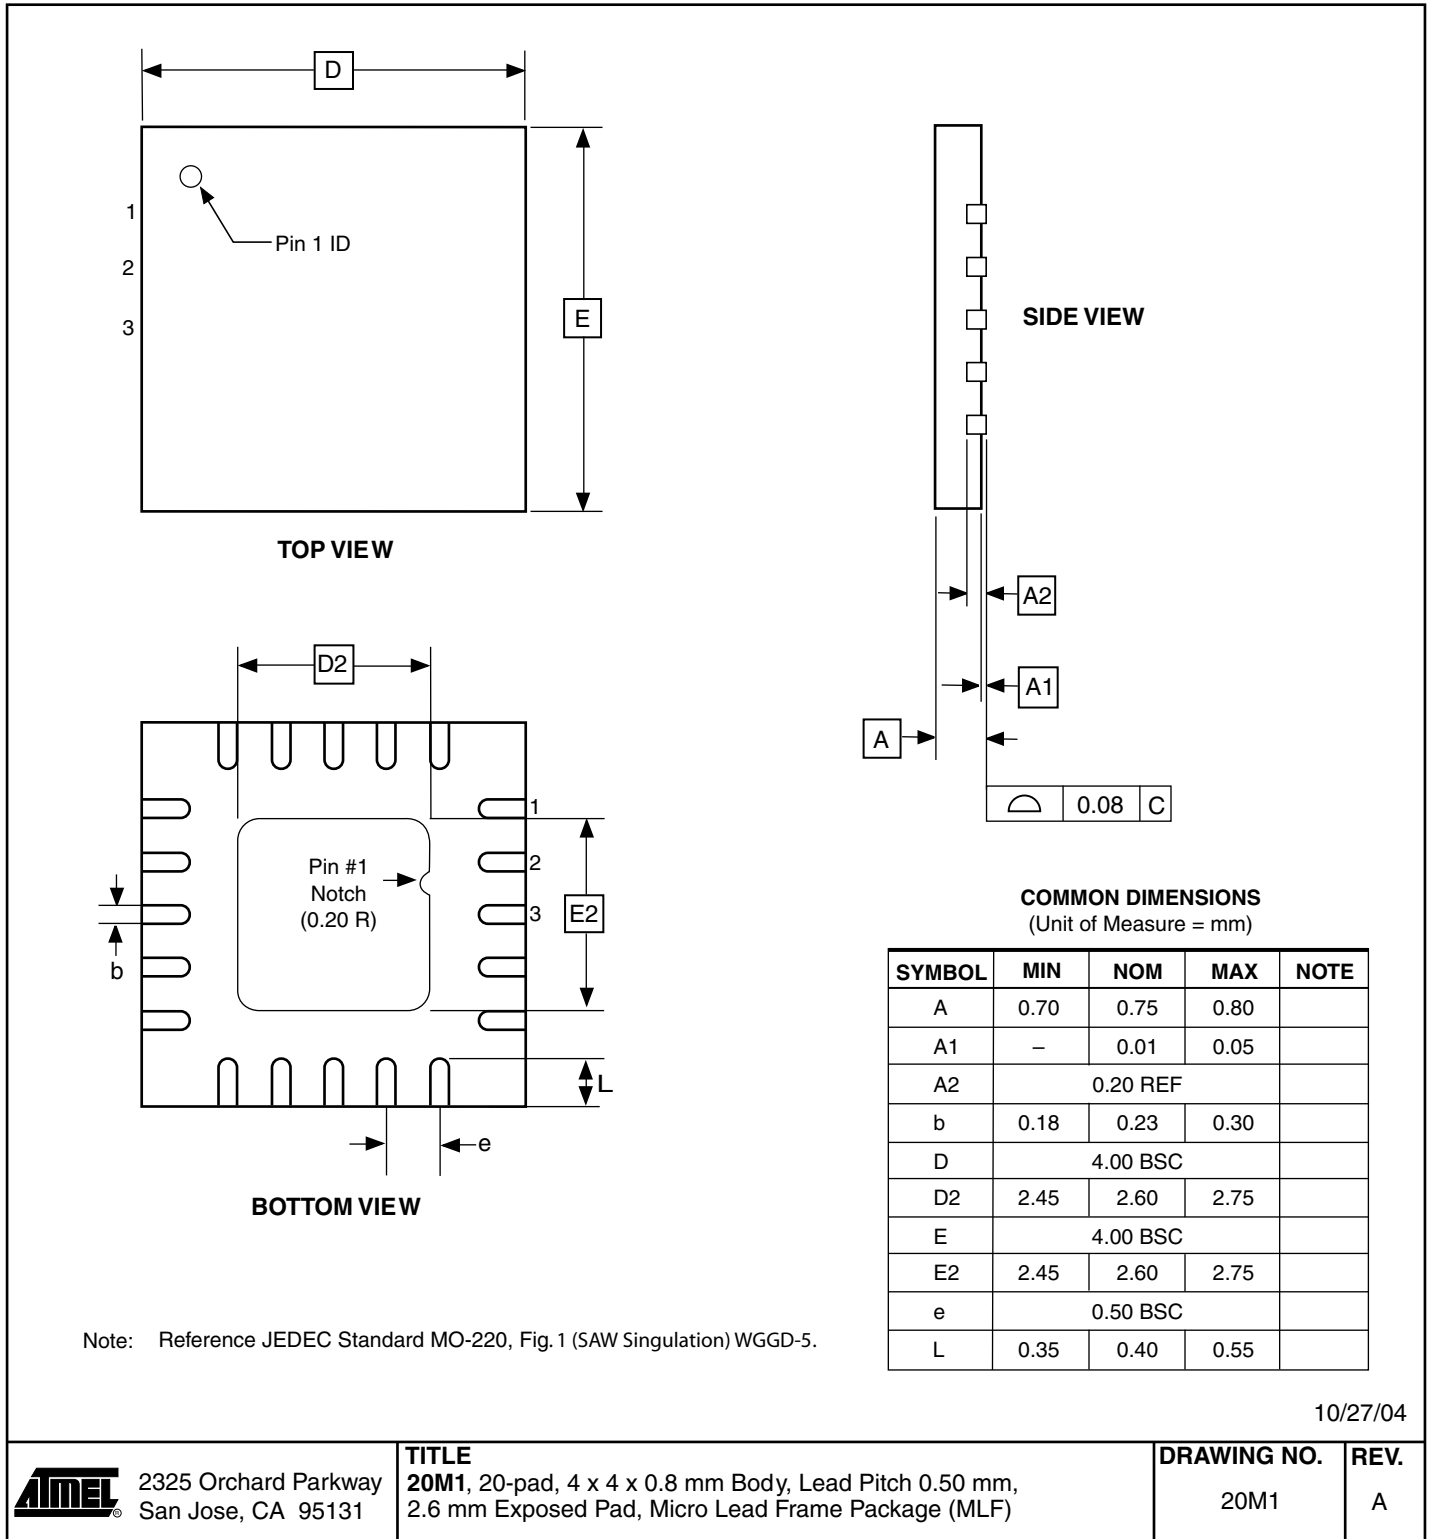 D
1
2
3
Pin 1 ID
E
TOP VIEW
SIDE VIEW
A2
A1
A
0.08 C
D2
1
2
3
Pin #1
Notch
(0.20 R)
E2
b
L
e
BOTTOM VIEW
COMMON DIMENSIONS
(Unit of Measure = mm)
SYMBOL MIN NOM MAX NOTE
A 0.70 0.75 0.80
A1 – 0.01 0.05
A2 0.20 REF
b 0.18 0.23 0.30
D 4.00 BSC
D2 2.45 2.60 2.75
E 4.00 BSC
E2 2.45 2.60 2.75
e 0.50 BSC
L 0.35 0.40 0.55
Note: Reference JEDEC Standard MO-220, Fig. 1 (SAW Singulation) WGGD-5.
10/27/04
ATMEL ®
2325 Orchard Parkway
San Jose, CA 95131
TITLE
20M1, 20-pad, 4 x 4 x 0.8 mm Body, Lead Pitch 0.50 mm,
2.6 mm Exposed Pad, Micro Lead Frame Package (MLF)
DRAWING NO.
20M1
REV.
A